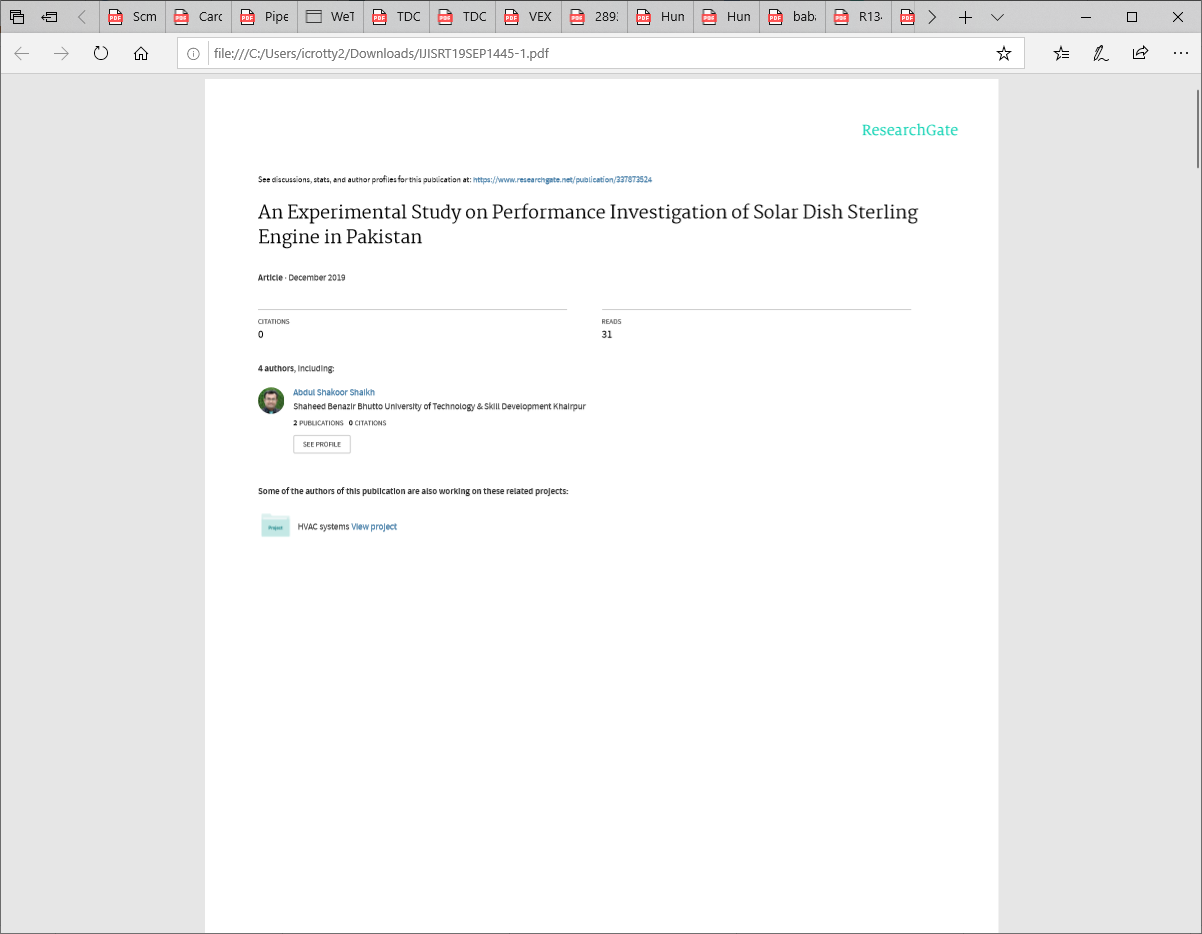 Scm
Carc
Pipe
WeT
TDC
TDC
VEX
289
Hun
Hun
bab
R13
file:///C:/Users/icrotty2/Downloads/IJISRT19SEP1445-1.pdf
ResearchGate
See discussions, stats, and author profiles for this publication at: https://www.researchgate.net/publication/337873524
An Experimental Study on Performance Investigation of Solar Dish Sterling
Engine in Pakistan
Article · December 2019
CITATIONS
0
READS
31
4 authors, including:
Abdul Shakoor Shaikh
Shaheed Benazir Bhutto University of Technology & Skill Development Khairpur
2 PUBLICATIONS 0 CITATIONS
SEE PROFILE
Some of the authors of this publication are also working on these related projects:
Project
HVAC systems View project